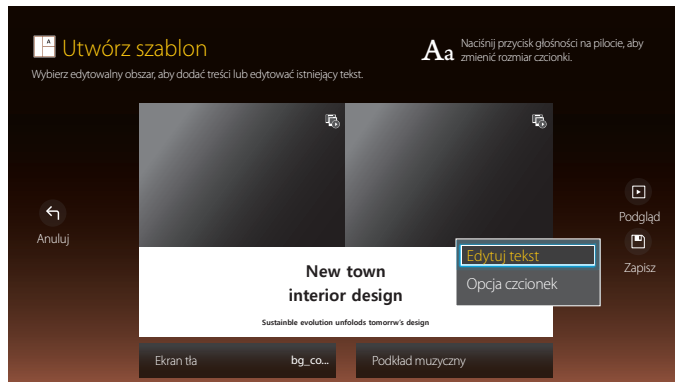 Utwórz szablon
Wybierz edytowalny obszar, aby dodać treści lub edytować istniejący tekst.
Aa
Naciśnij przycisk głośności na pilocie, aby
zmienić rozmiar czcionki.
Anuluj
Podgląd
Zapisz
New town
interior design
Sustainble evolution unfolods tomorrw's design
Edytuj tekst
Opcja czcionek
Ekran tła
bg_co...
Podkład muzyczny